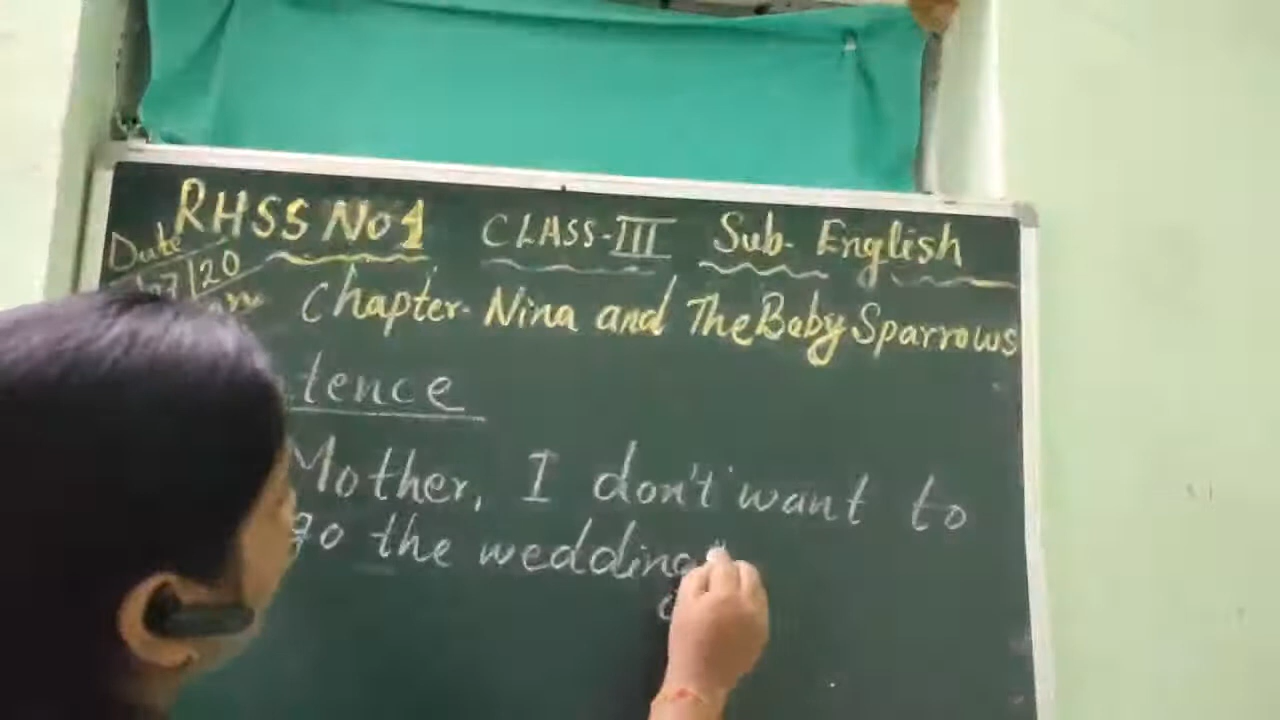 RHSS No 1 CLASS-III Sub- English
Date
/20 Chapter- Nina and The Baby Sparrows
tence
Mother, I don't want to
go the wedding"